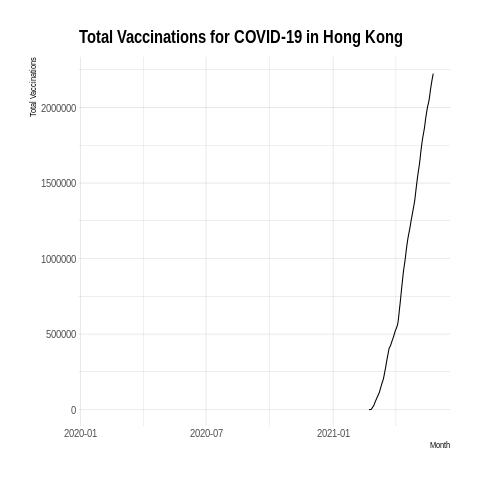 Total Vaccinations for COVID-19 in Hong Kong
Total Vaccinations
2000000
1500000
1000000
500000
0
2020-01
2020-07
2021-01
Month